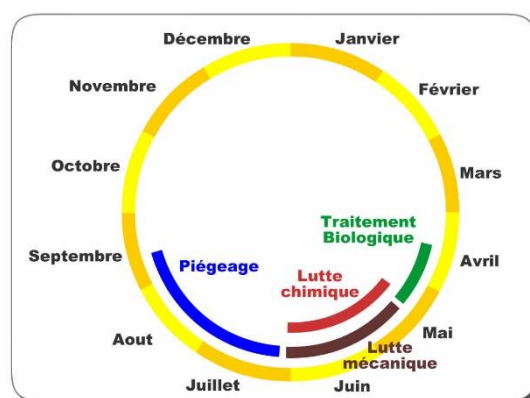 Décembre
Janvier
Novembre
Février
Octobre
Mars
Traitement
Biologique
Septembre
Piégeage
Lutte
chimique
Avril
Aout
Mai
Lutte
mécanique
Juillet
Juin